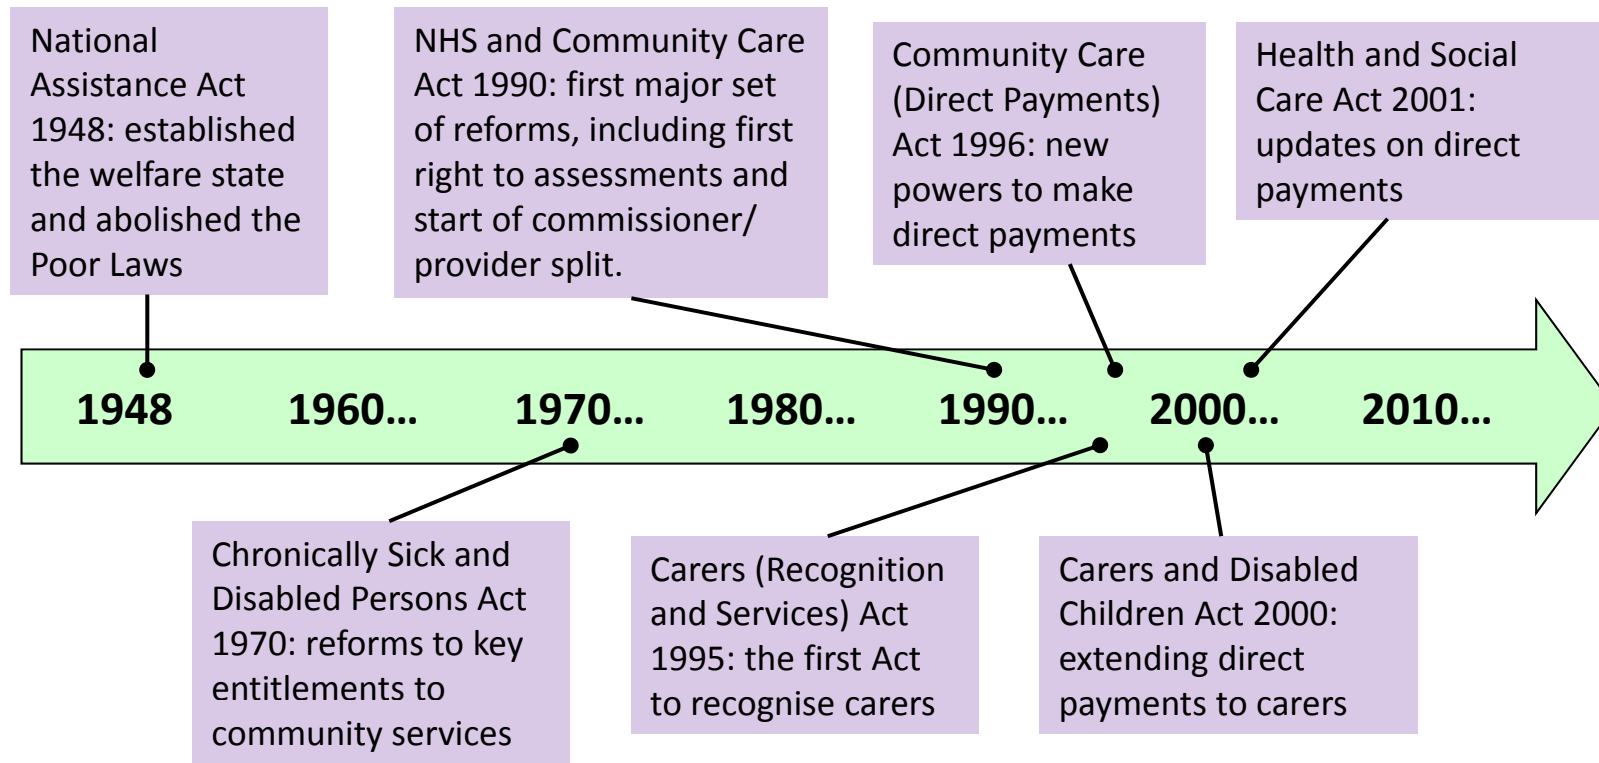 National
Assistance Act
1948: established
the welfare state
and abolished the
Poor Laws
NHS and Community Care
Act 1990: first major set
of reforms, including first
right to assessments and
start of commissioner/
provider split.
Community Care
(Direct Payments)
Act 1996: new
powers to make
direct payments
Health and Social
Care Act 2001:
updates on direct
payments
1948 1960... 1970... 1980... 1990... 2000... 2010...
Chronically Sick and
Disabled Persons Act
1970: reforms to key
entitlements to
community services
Carers (Recognition
and Services) Act
1995: the first Act
to recognise carers
Carers and Disabled
Children Act 2000:
extending direct
payments to carers